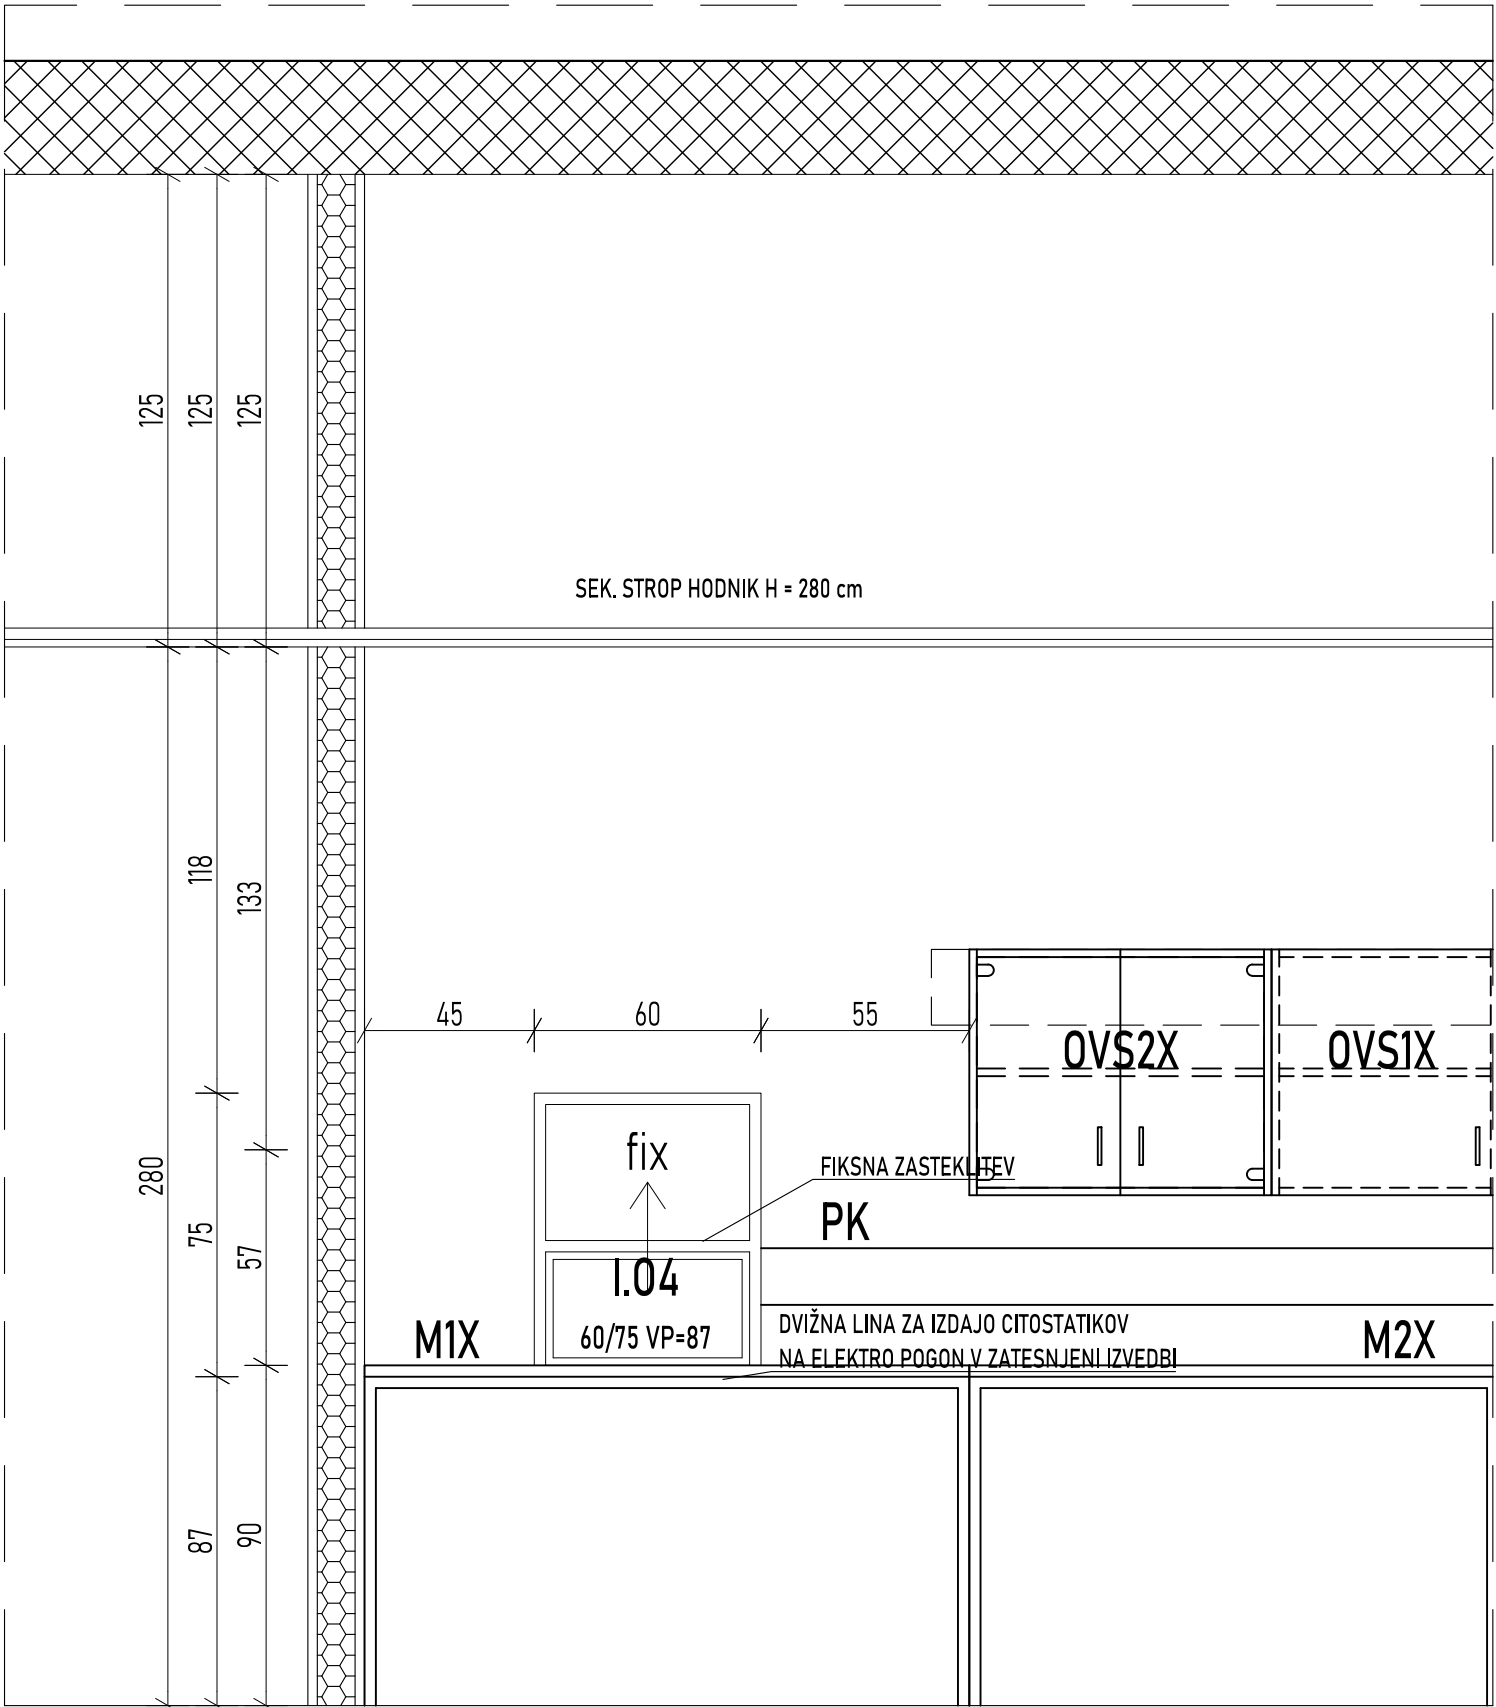 125
125
125
SEK. STROP HODNIK H = 280 cm
118
133
45
60
55
OVS2X
OVS1X
fix
FIKSNA ZASTEKLITEV
280
75
57
PK
I.04
M1X
60/75 VP=87
DVIŽNA LINA ZA IZDAJO CITOSTATIKOV
NA ELEKTRO POGON V ZATESNJENI IZVEDBI
M2X
87
90